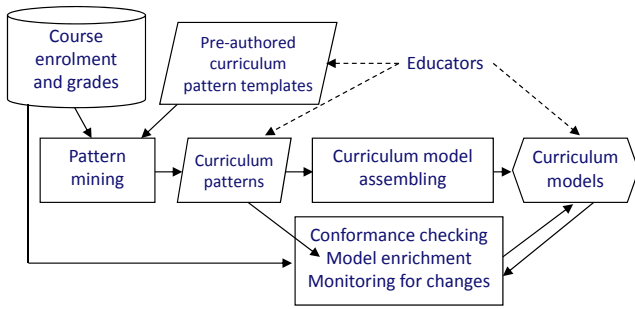 Course
enrolment
and grades
Pre-authored
curriculum
pattern templates
Educators
Pattern
mining
Curriculum
patterns
Curriculum model
assembling
Curriculum
models
Conformance checking
Model enrichment
Monitoring for changes